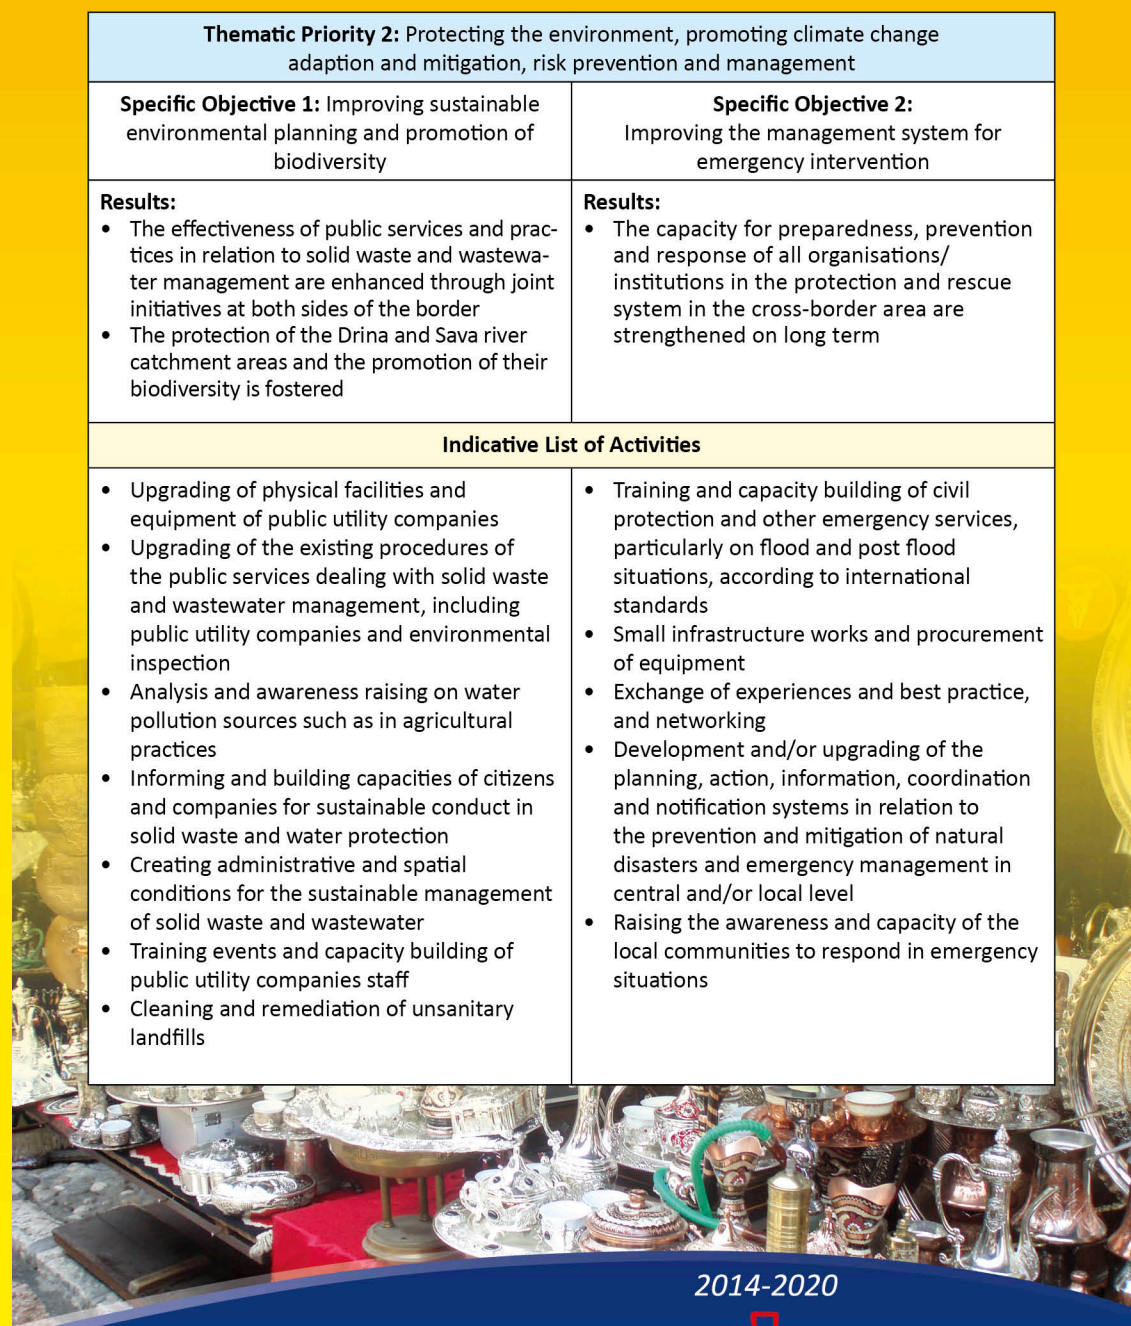 Thematic Priority 2: Protecting the environment, promoting climate change
adaption and mitigation, risk prevention and management
Specific Objective 1: Improving sustainable
environmental planning and promotion of
biodiversity
Specific Objective 2:
Improving the management system for
emergency intervention
Results:
• The effectiveness of public services and prac-
tices in relation to solid waste and wastewa-
ter management are enhanced through joint
initiatives at both sides of the border
• The protection of the Drina and Sava river
catchment areas and the promotion of their
biodiversity is fostered
Results:
• The capacity for preparedness, prevention
and response of all organisations/
institutions in the protection and rescue
system in the cross-border area are
strengthened on long term
Indicative List of Activities
• Upgrading of physical facilities and
equipment of public utility companies
• Upgrading of the existing procedures of
the public services dealing with solid waste
and wastewater management, including
public utility companies and environmental
inspection
• Analysis and awareness raising on water
pollution sources such as in agricultural
practices
• Informing and building capacities of citizens
and companies for sustainable conduct in
solid waste and water protection
• Creating administrative and spatial
conditions for the sustainable management
of solid waste and wastewater
• Training events and capacity building of
public utility companies staff
• Cleaning and remediation of unsanitary
landfills
• Training and capacity building of civil
protection and other emergency services,
particularly on flood and post flood
situations, according to international
standards
• Small infrastructure works and procurement
of equipment
• Exchange of experiences and best practice,
and networking
• Development and/or upgrading of the
planning, action, information, coordination
and notification systems in relation to
the prevention and mitigation of natural
disasters and emergency management in
central and/or local level
• Raising the awareness and capacity of the
local communities to respond in emergency
situations
2014-2020